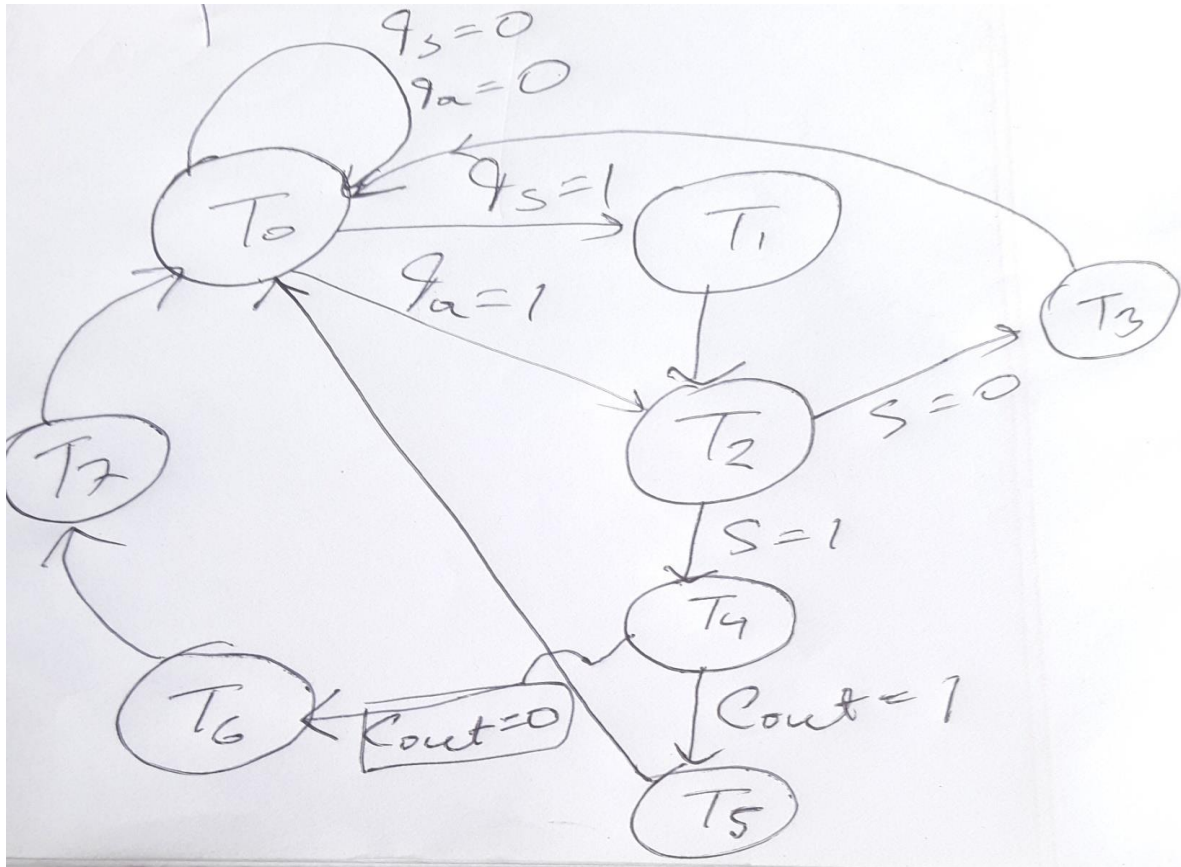 qs=0
qa=0
T0
qs=1
T1
qa=1
T3
T2
S=0
T7
S=1
T4
T6
Cout=0
Cout=1
T5